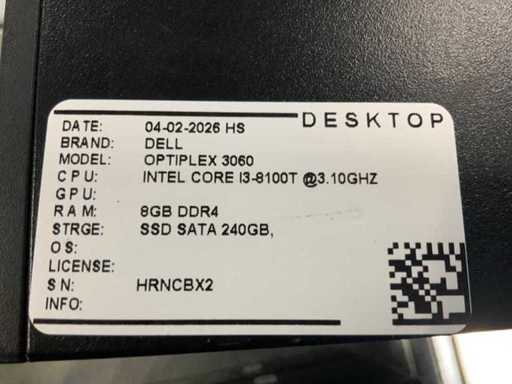 DESKTOP
DATE: 04-02-2026 HS
BRAND: DELL
MODEL: OPTIPLEX 3060
CPU: INTEL CORE I3-8100T @3.10GHZ
GPU:
RAM: 8GB DDR4
STRGE: SSD SATA 240GB,
OS:
LICENSE:
SN: HRNCBX2
INFO: